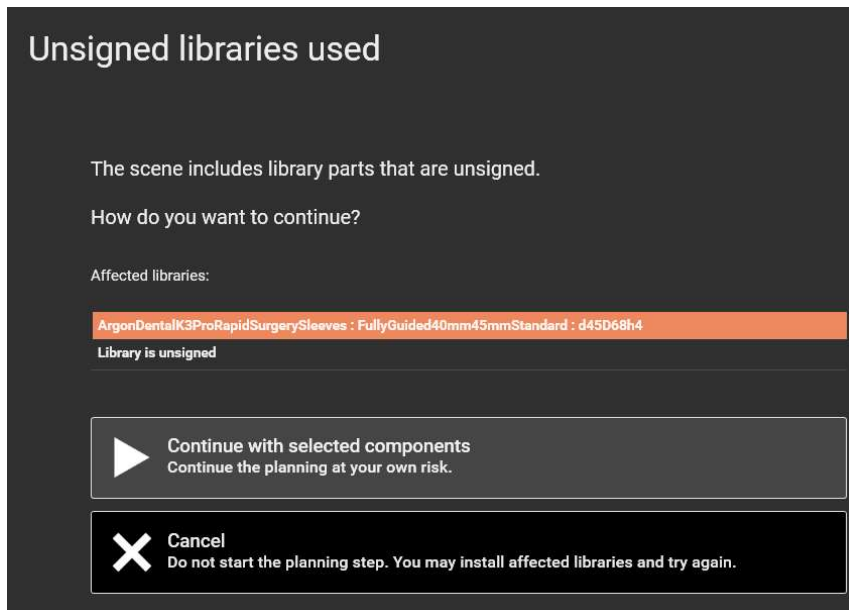 Unsigned libraries used
The scene includes library parts that are unsigned.
How do you want to continue?
Affected libraries:
ArgonDentalK3ProRapidSurgerySleeves : FullyGuided40mm45mmStandard : d45D68h4
Library is unsigned
Continue with selected components
Continue the planning at your own risk.
Cancel
Do not start the planning step. You may install affected libraries and try again.